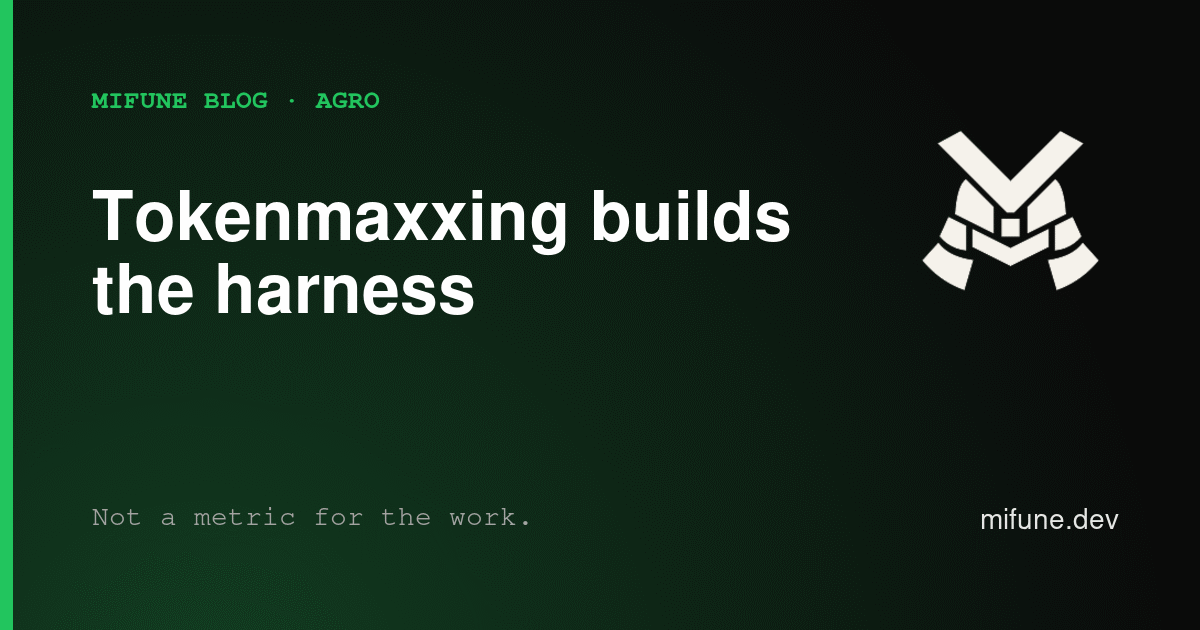 MIFUNE BLOG · AGRO
Tokenmaxxing builds
the harness
Not a metric for the work.
mifune.dev